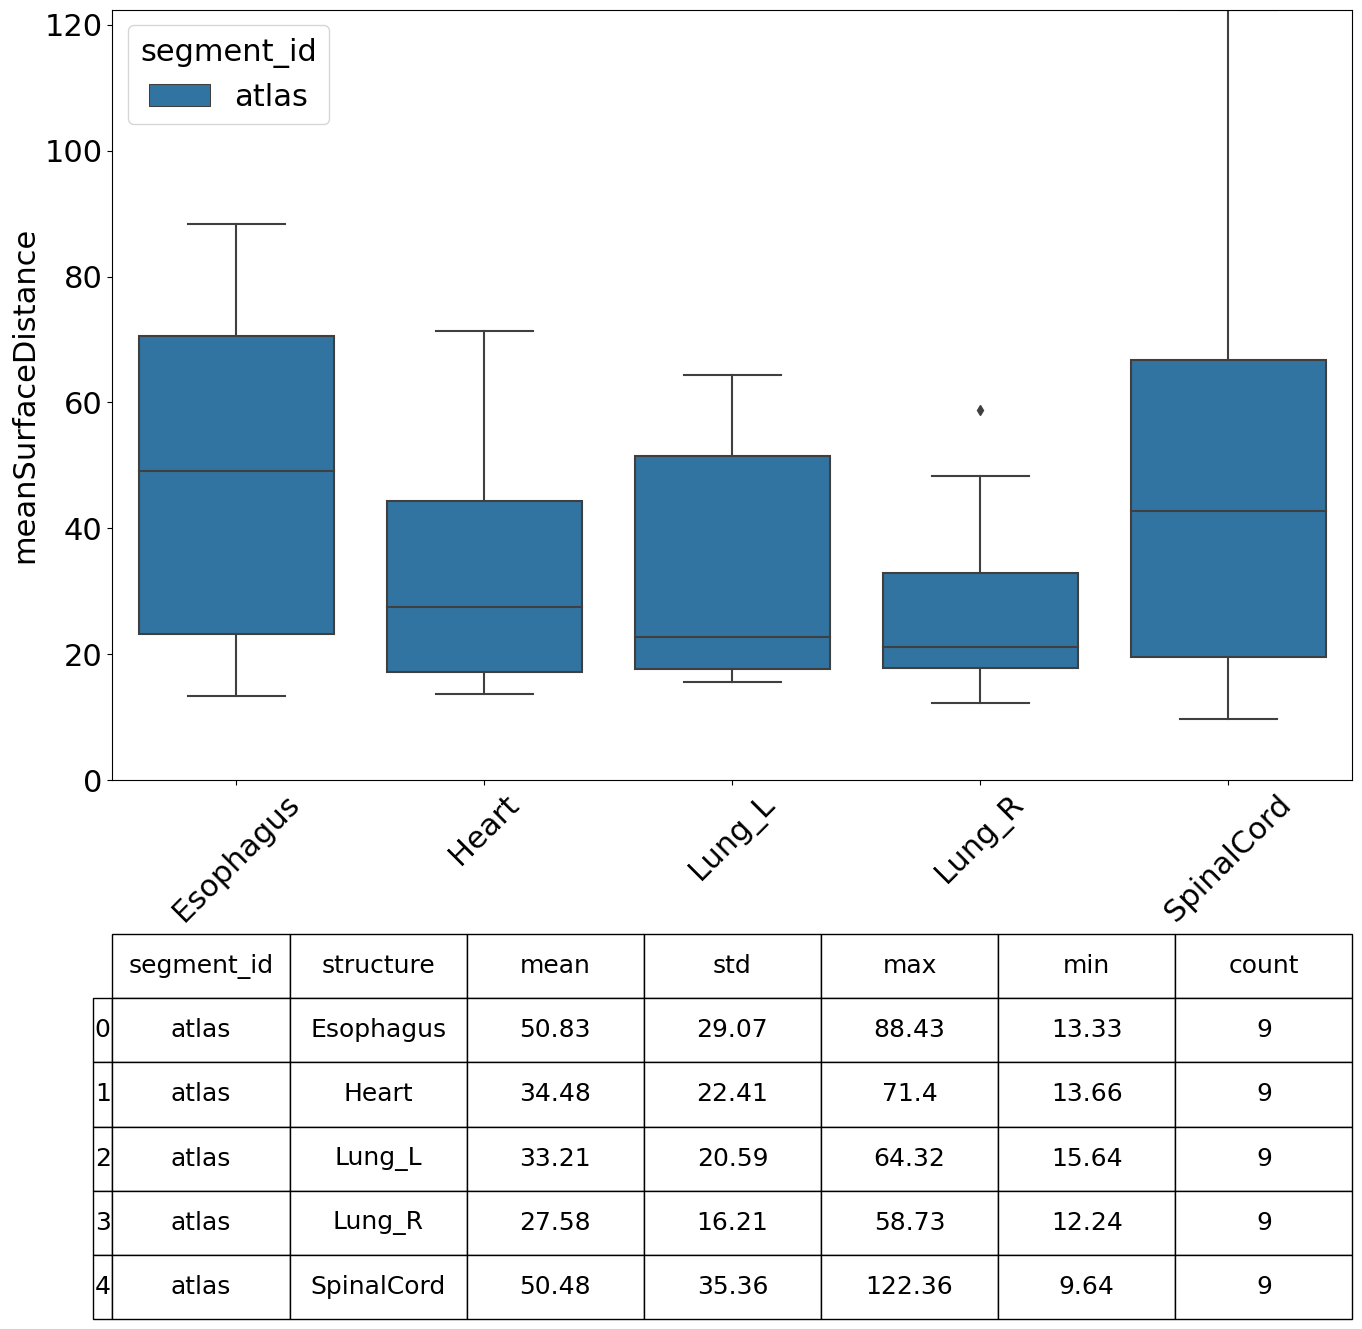 120
100
80
60
40
20
0
meanSurfaceDistance
segment_id
atlas
Esophagus
Heart
Lung_L
Lung_R
SpinalCord
segment_id structure mean std max min count
0 atlas Esophagus 50.83 29.07 88.43 13.33 9
1 atlas Heart 34.48 22.41 71.4 13.66 9
2 atlas Lung_L 33.21 20.59 64.32 15.64 9
3 atlas Lung_R 27.58 16.21 58.73 12.24 9
4 atlas SpinalCord 50.48 35.36 122.36 9.64 9